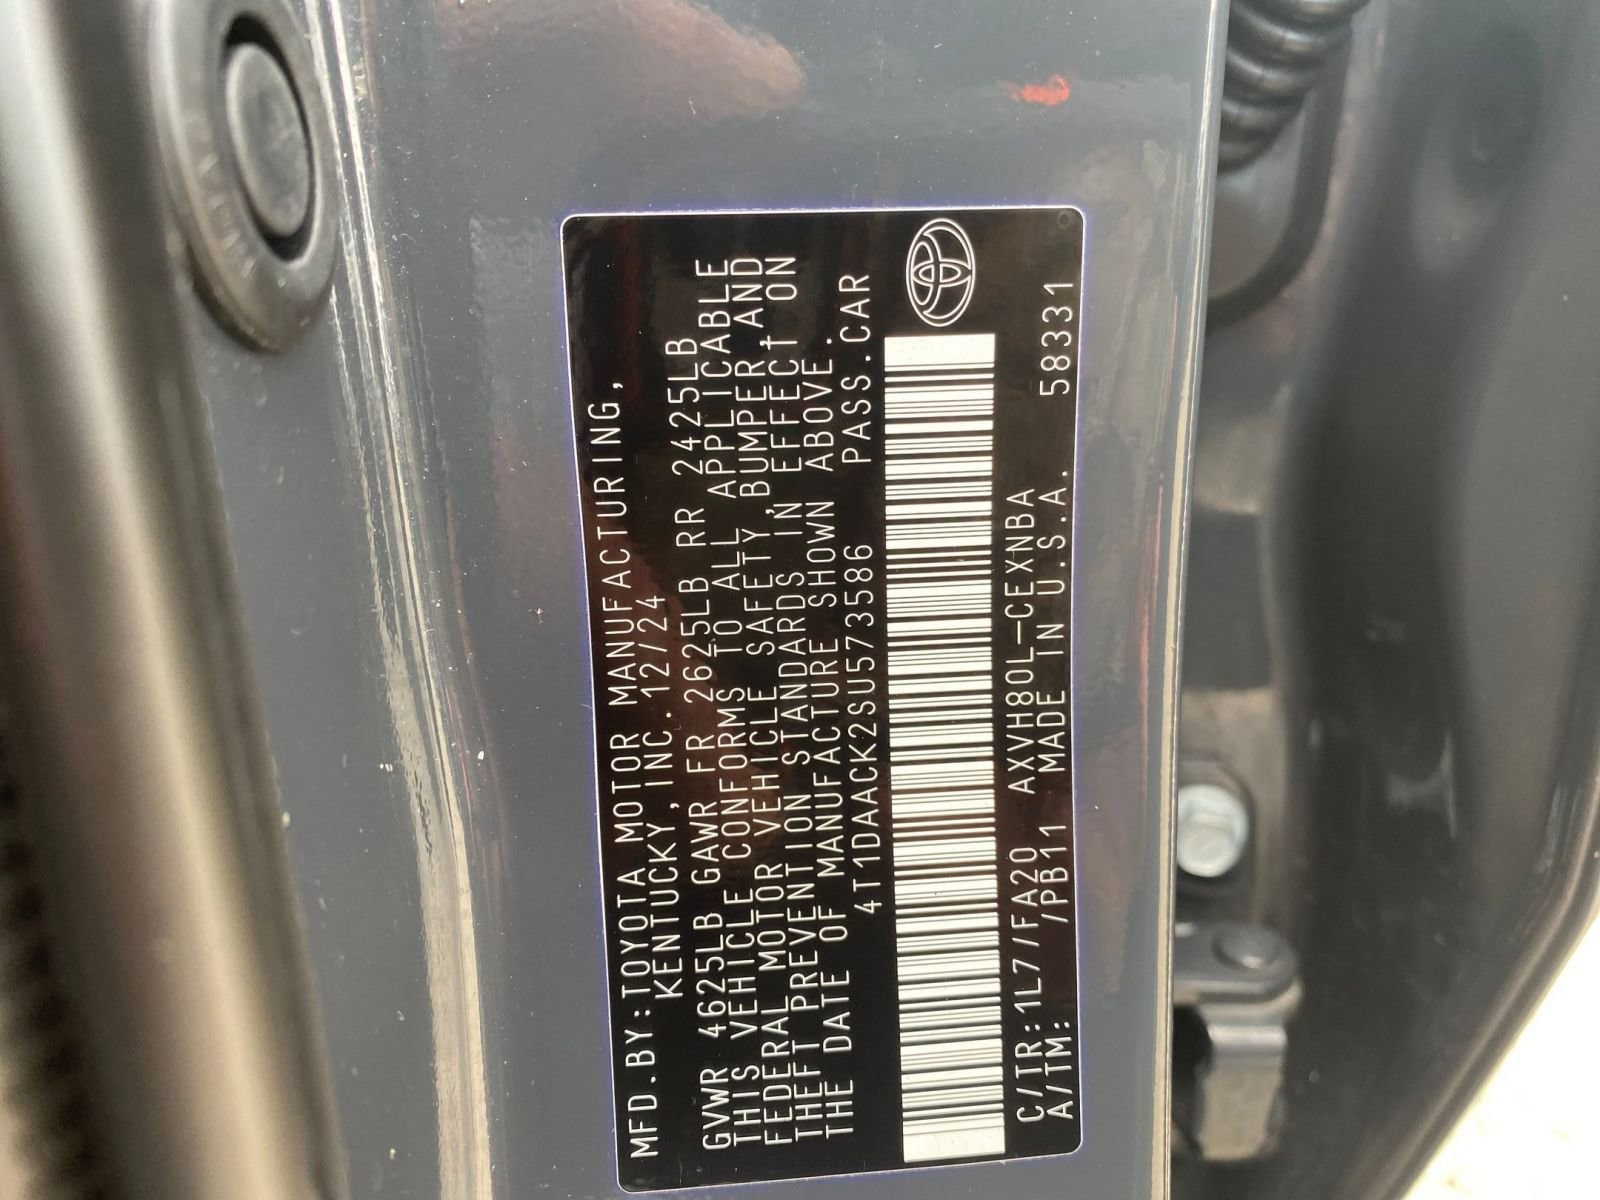 MFD.BY:TOYOTA MOTOR MANUFACTURING,
KENTUCKY,INC.12/24
GVWR 4625LB GAWR FR 2625LB RR 2425LB
THIS VEHICLE CONFORMS TO ALL APPLICABLE
FEDERAL MOTOR VEHICLE SAFETY,BUMPER,AND
THEFT PREVENTION STANDARDS IN EFFECT ON
THE DATE OF MANUFACTURE SHOWN ABOVE.
4T1DAACK2SU573586 PASS.CAR
C/TR:1L7/FA20 AXVH80L-CEXNBA
A/TM: /PB11 MADE IN U.S.A. 58331